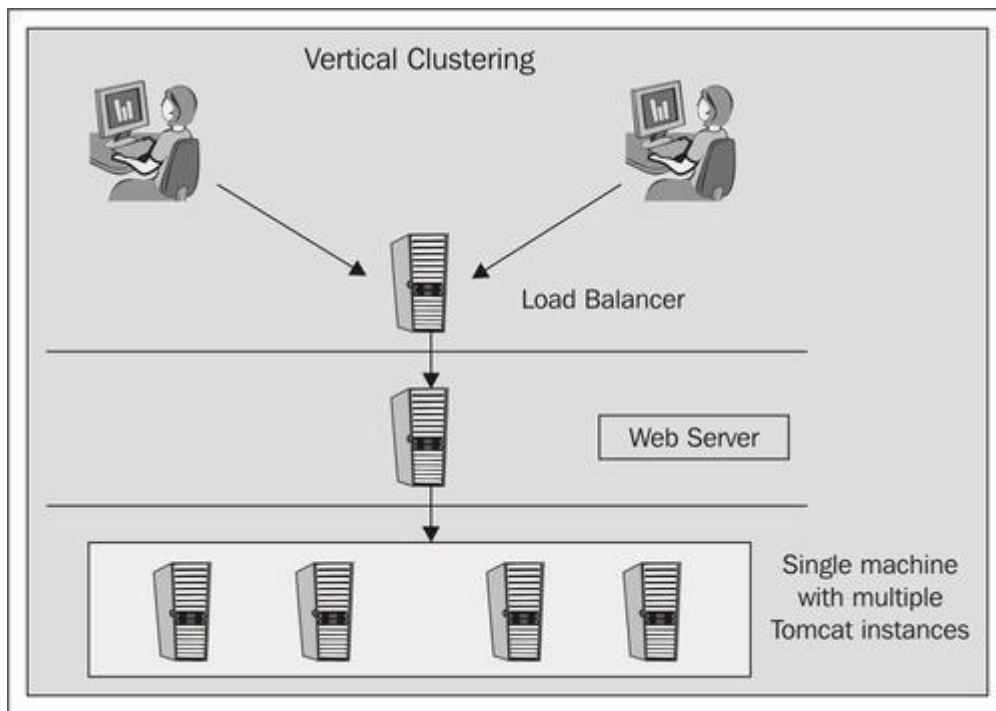 Vertical Clustering
Load Balancer
Web Server
Single machine
with multiple
Tomcat instances